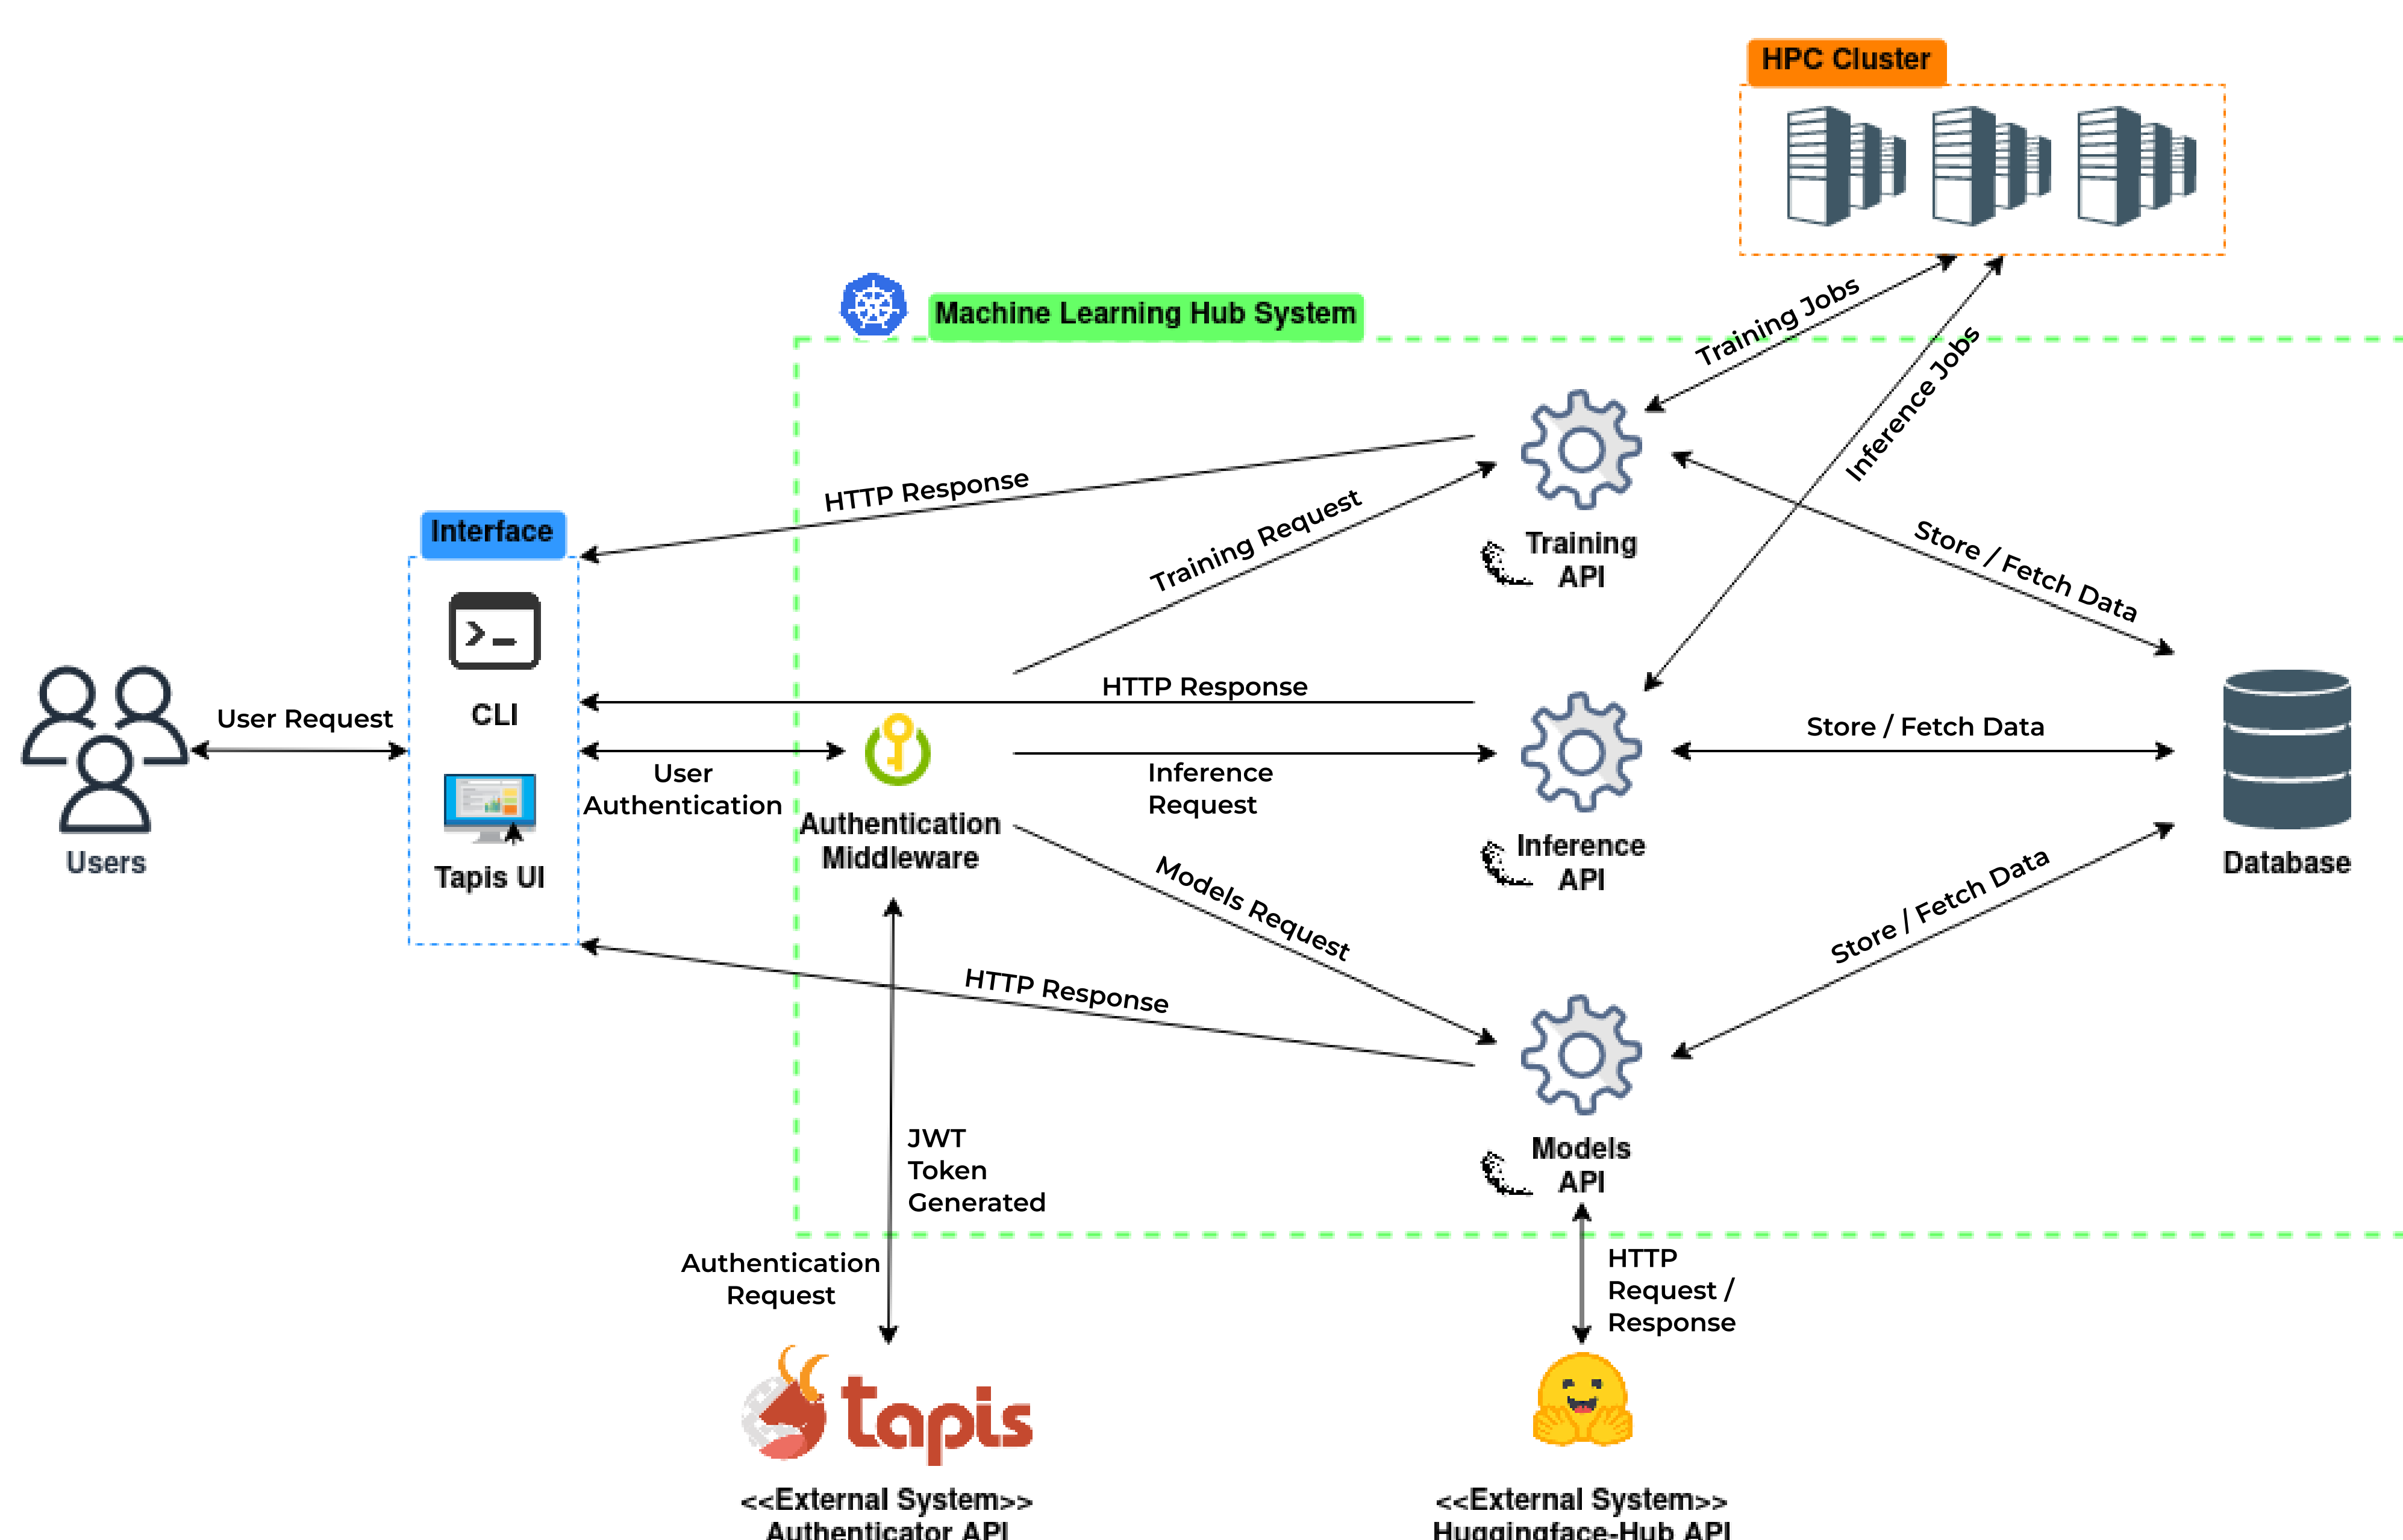 HPC Cluster
Machine Learning Hub System
Training Jobs
Inference Jobs
HTTP Response
Training Request
Interface
Training
API
Store / Fetch Data
CLI
User Request
HTTP Response
Store / Fetch Data
User
Authentication
Inference
Request
Authentication
Middleware
Inference
API
Users
Tapis UI
Database
Models Request
Store / Fetch Data
HTTP Response
JWT
Token
Generated
Models
API
Authentication
Request
HTTP
Request /
Response
tapis
<<External System>>
Authenticator API
<<External System>>
Huggingface-Hub API